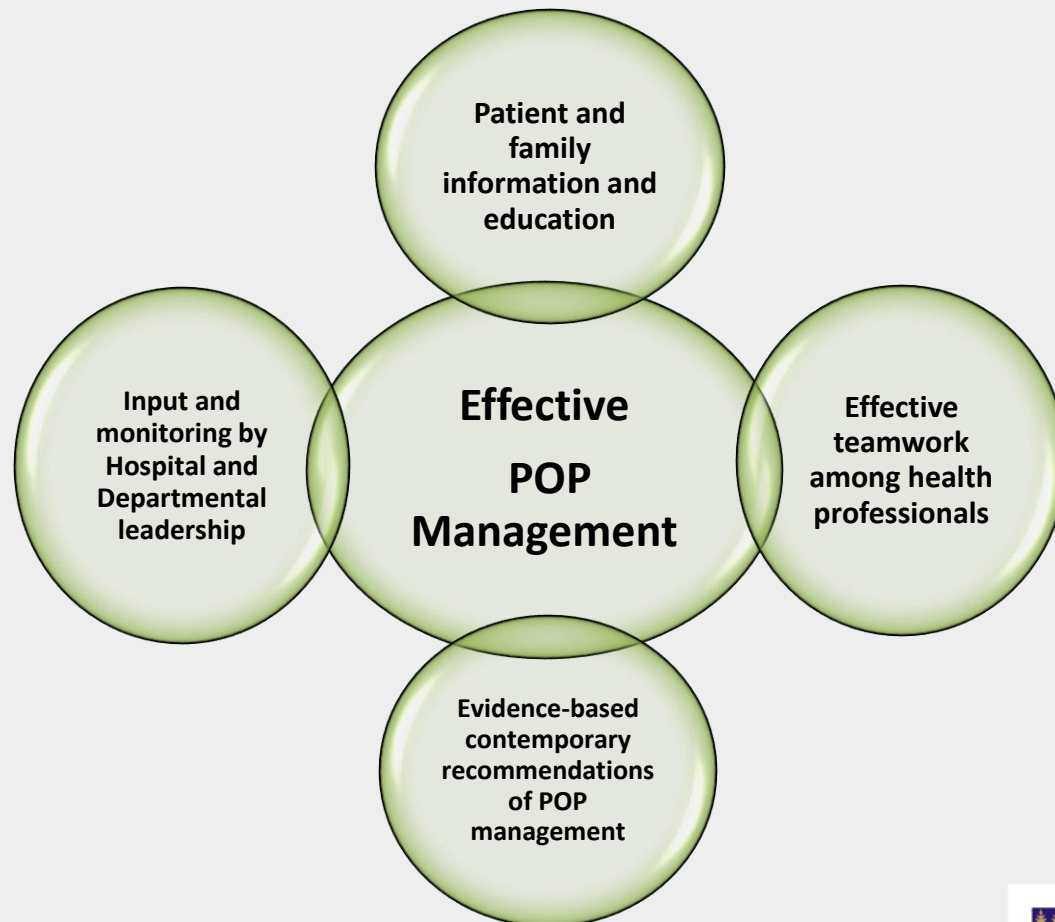 Patient and
family
information and
education
Input and
monitoring by
Hospital and
Departmental
leadership
Effective
POP
Management
Effective
teamwork
among health
professionals
Evidence-based
contemporary
recommendations
of POP
management